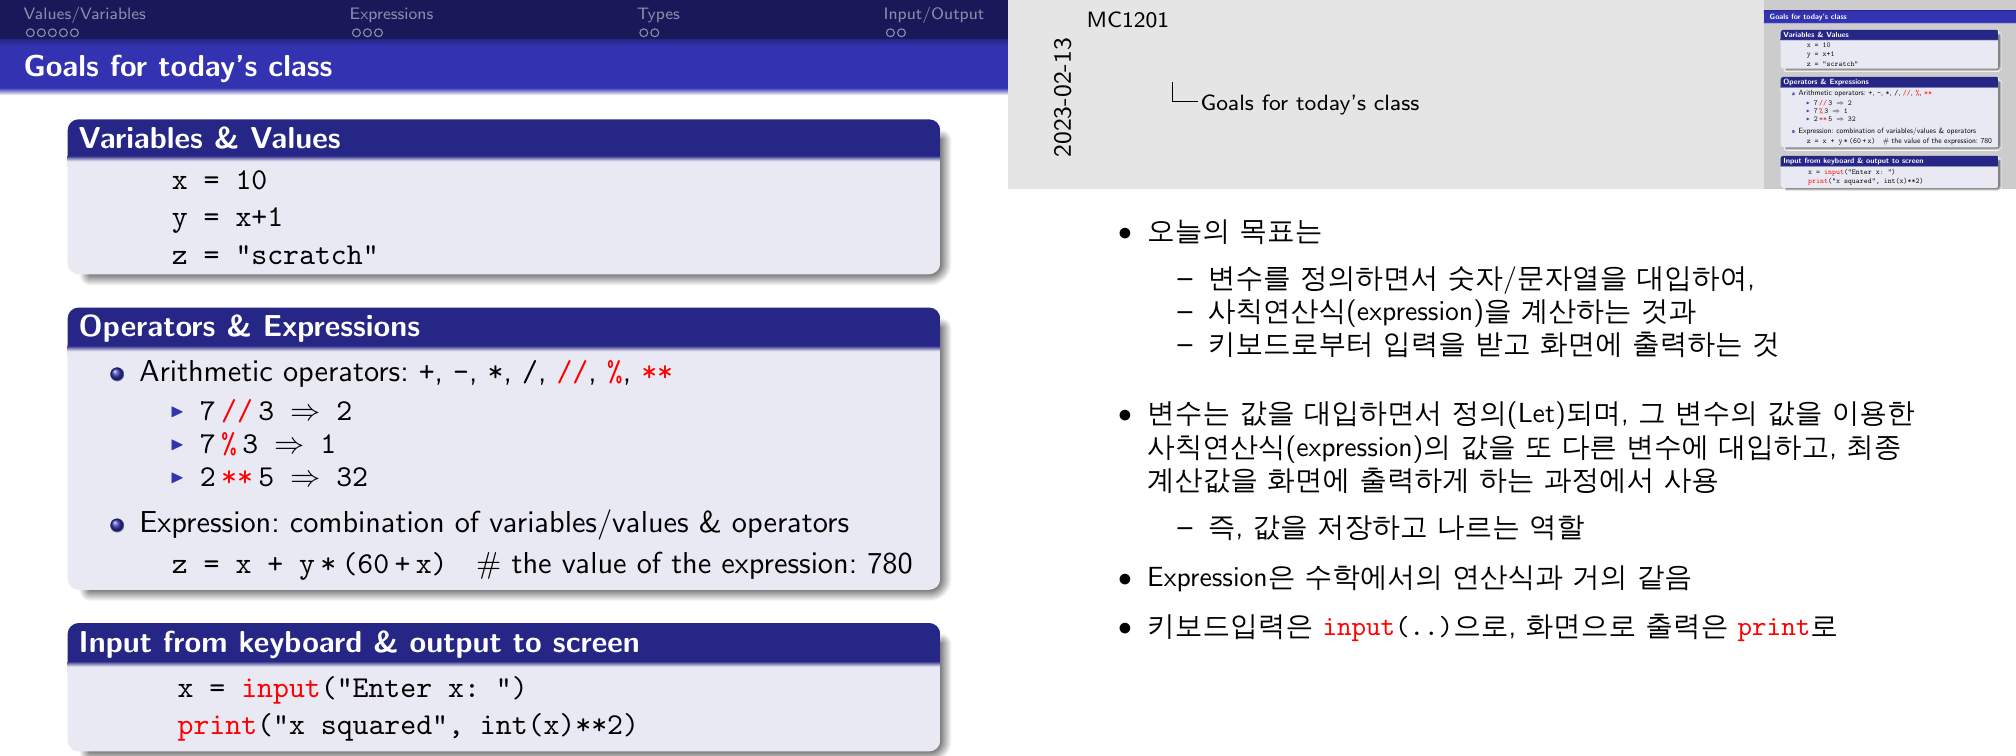 Values/Variables Expressions Types Input/Output
Goals for today's class
Variables & Values
x = 10
y = x+1
z = "scratch"
Operators & Expressions
Arithmetic operators: +, -, *, /, //, %, **
7//3 ⇒ 2
7%3 ⇒ 1
2**5 ⇒ 32
Expression: combination of variables/values & operators
z = x + y*(60+x) # the value of the expression: 780
Input from keyboard & output to screen
x = input("Enter x: ")
print("x squared", int(x)**2)
MC1201
2023-02-13
Goals for today's class
Goals for today's class
Variables & Values
x = 10
y = x+1
z = "scratch"
Operators & Expressions
Arithmetic operators: +, -, *, /, //, %, **
7//3 ⇒ 2
7%3 ⇒ 1
2**5 ⇒ 32
Expression: combination of variables/values & operators
z = x + y*(60+x) # the value of the expression: 780
Input from keyboard & output to screen
x = input("Enter x: ")
print("x squared", int(x)**2)
• 오늘의 목표는
– 변수를 정의하면서 숫자/문자열을 대입하여,
– 사칙연산식(expression)을 계산하는 것과
– 키보드로부터 입력을 받고 화면에 출력하는 것
• 변수는 값을 대입하면서 정의(Let)되며, 그 변수의 값을 이용한
사칙연산식(expression)의 값을 또 다른 변수에 대입하고, 최종
계산값을 화면에 출력하게 하는 과정에서 사용
– 즉, 값을 저장하고 나르는 역할
• Expression은 수학에서의 연산식과 거의 같음
• 키보드입력은 input(..)으로, 화면으로 출력은 print로